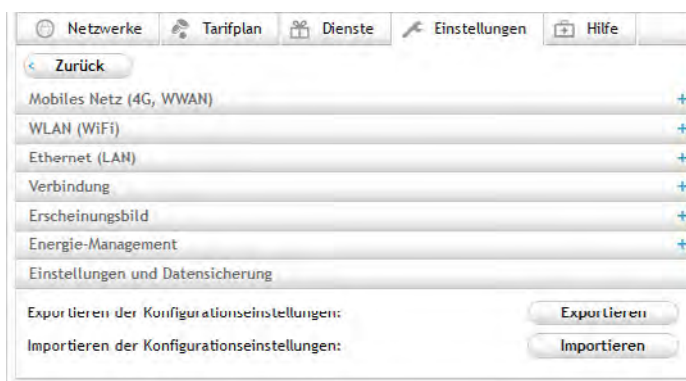 Netzwerke Tarifplan Dienste Einstellungen Hilfe
Zurück
Mobiles Netz (4G, WWAN)
WLAN (WiFi)
Ethernet (LAN)
Verbindung
Erscheinungsbild
Energie-Management
Einstellungen und Datensicherung
Exportieren der Konfigurationseinstellungen: Exportieren
Importieren der Konfigurationseinstellungen: Importieren